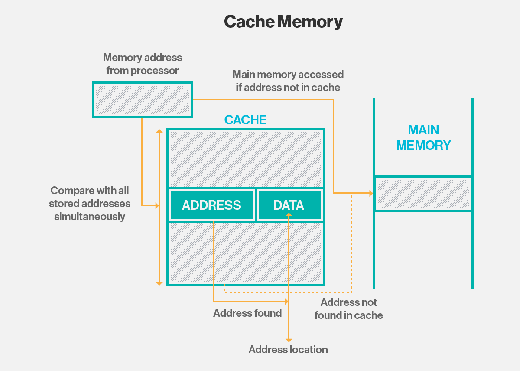 Cache Memory
Memory address
from processor
Main memory accessed
if address not in cache
CACHE
MAIN
MEMORY
Compare with all
stored addresses
simultaneously
ADDRESS
DATA
Address not
found in cache
Address found
Address location